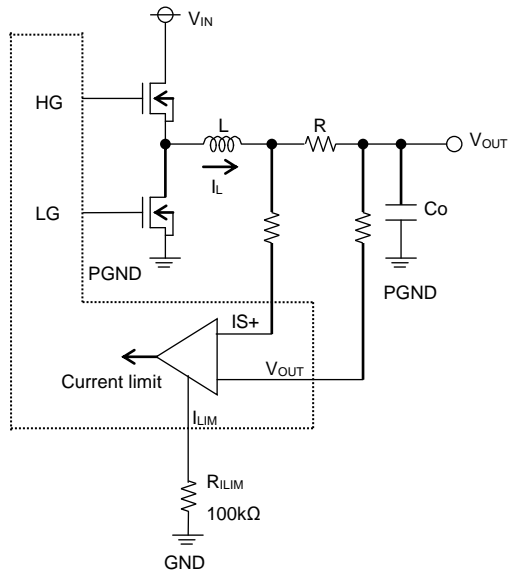 VIN
HG
L
R
VOUT
IL
LG
Co
PGND
PGND
IS+
VOUT
Current limit
ILIM
RILIM
100kΩ
GND